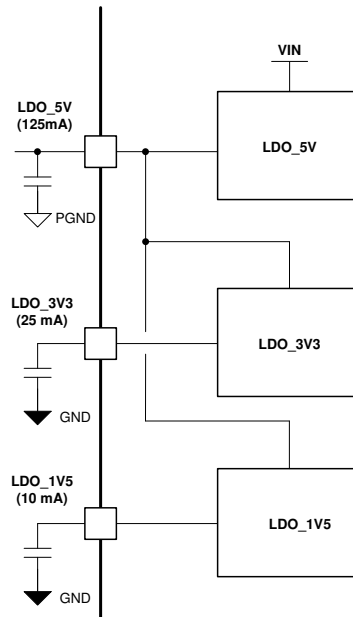 VIN
LDO_5V
(125mA)
LDO_5V
PGND
LDO_3V3
(25 mA)
LDO_3V3
GND
LDO_1V5
(10 mA)
LDO_1V5
GND